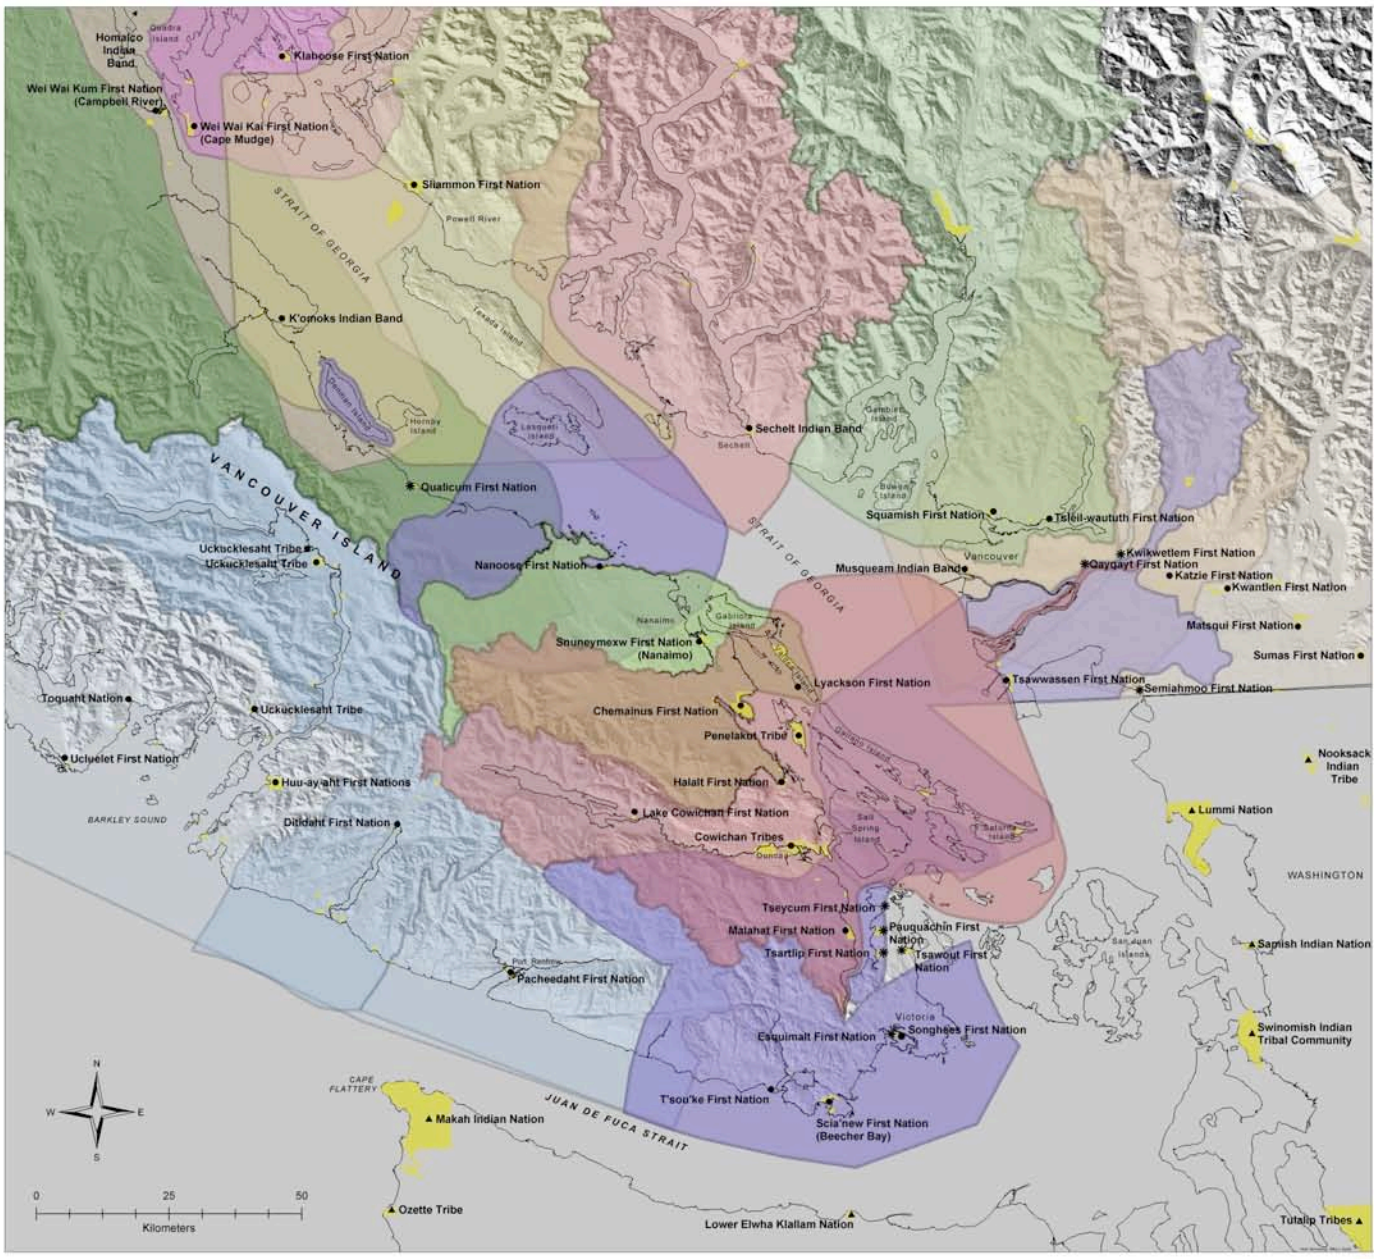 Quadra
Island
Homalco
Indian
Band
Klahoose First Nation
Wei Wai Kum First Nation
(Campbell River)
Wei Wai Kai First Nation
(Cape Mudge)
Sliammon First Nation
STRAIT OF GEORGIA
Powell River
K'omoks Indian Band
Texada Island
Denman Island
Hornby
Island
Lasqueti
Island
Sechelt Indian Band
Sechelt
Gambier
Island
Bowen
Island
VANCOUVER ISLAND
Qualicum First Nation
Squamish First Nation
Tsleil-waututh First Nation
STRAIT OF GEORGIA
Uckucklesaht Tribe
Uckucklesaht Tribe
Nanoose First Nation
Vancouver
Musqueam Indian Band
Kwikwetlem First Nation
Qayqayt First Nation
Katzie First Nation
Kwantlen First Nation
Matsqui First Nation
Sumas First Nation
Nanaimo
Gabriola
Island
Snuneymexw First Nation
(Nanaimo)
Lyackson First Nation
Tsawwassen First Nation
Semiahmoo First Nation
Toquaht Nation
Uckucklesaht Tribe
Chemainus First Nation
Penelakut Tribe
Galiano Island
Ucluelet First Nation
Huu-ay-aht First Nations
Halalt First Nation
Nooksack
Indian
Tribe
BARKLEY SOUND
Ditidaht First Nation
Lake Cowichan First Nation
Cowichan Tribes
Duncan
Salt
Spring
Island
Saturna
Island
Lummi Nation
WASHINGTON
Tseycum First Nation
Malahat First Nation
Pauquachin First
Nation
Tsartlip First Nation
Tsawout First
Nation
San Juan
Islands
Samish Indian Nation
Port Renfrew
Pacheedaht First Nation
Victoria
Esquimalt First Nation
Songhees First Nation
Swinomish Indian
Tribal Community
T'sou'ke First Nation
Scia'new First Nation
(Beecher Bay)
CAPE
FLATTERY
Makah Indian Nation
JUAN DE FUCA STRAIT
N
W
E
S
0 25 50
Kilometers
Ozette Tribe
Lower Elwha Klallam Nation
Tulalip Tribes